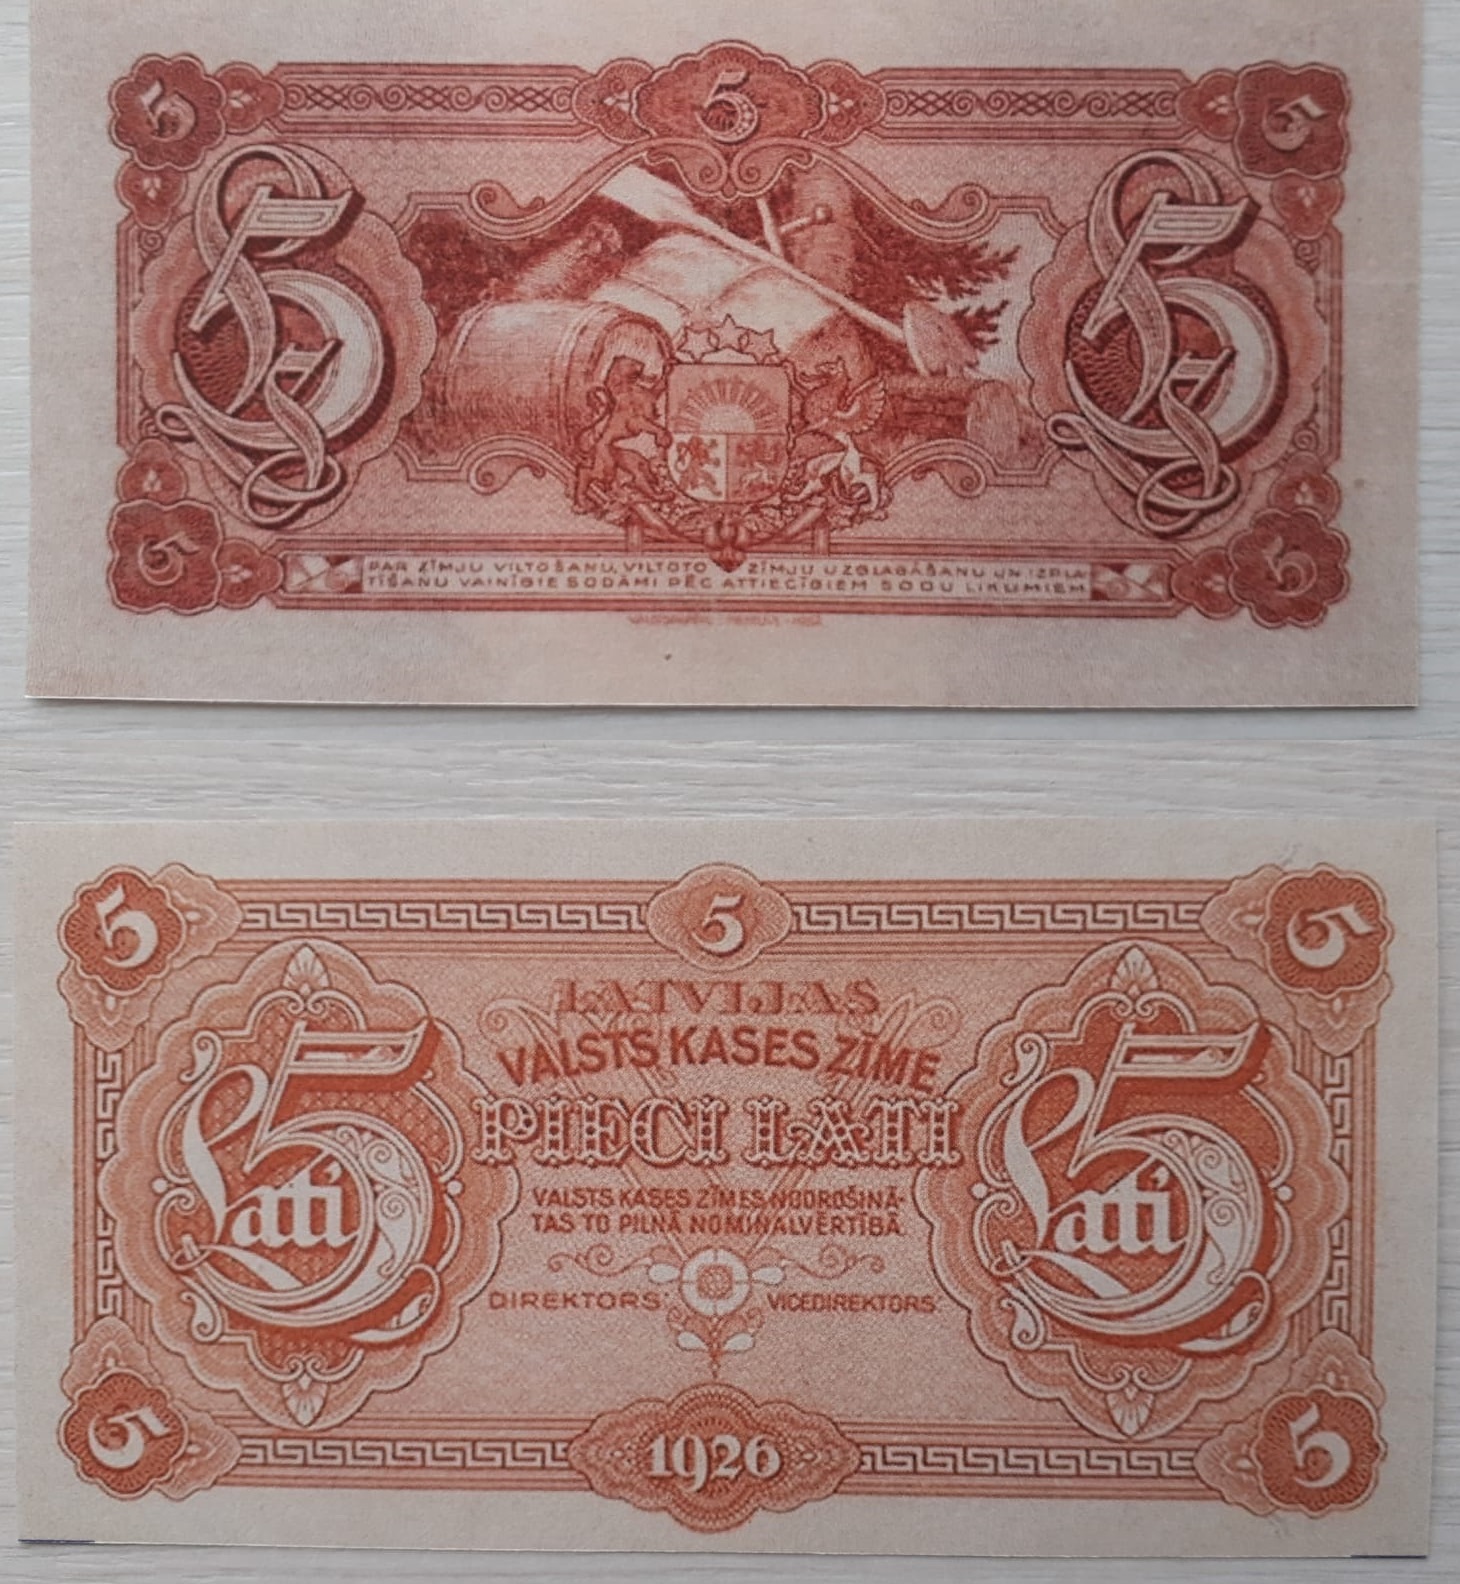 5 5 5
5 5
PAR ZĪMJU VILTOŠANU, VILTOTO ZĪMJU UZGLABĀŠANU UN IZPLA-
TĪŠANU VAINĪGIE SODĀMI PĒC ATTIECĪGIEM SODU LIKUMIEM
5 5
5 5 5
LATVIJAS
VALSTS KASES ZĪME
PIECI LATI
5 Lati 5 Lati
VALSTS KASES ZĪMES NODROŠINĀ-
TAS TO PILNĀ NOMINALVĒRTĪBĀ.
DIREKTORS: VICEDIREKTORS:
5 1926 5